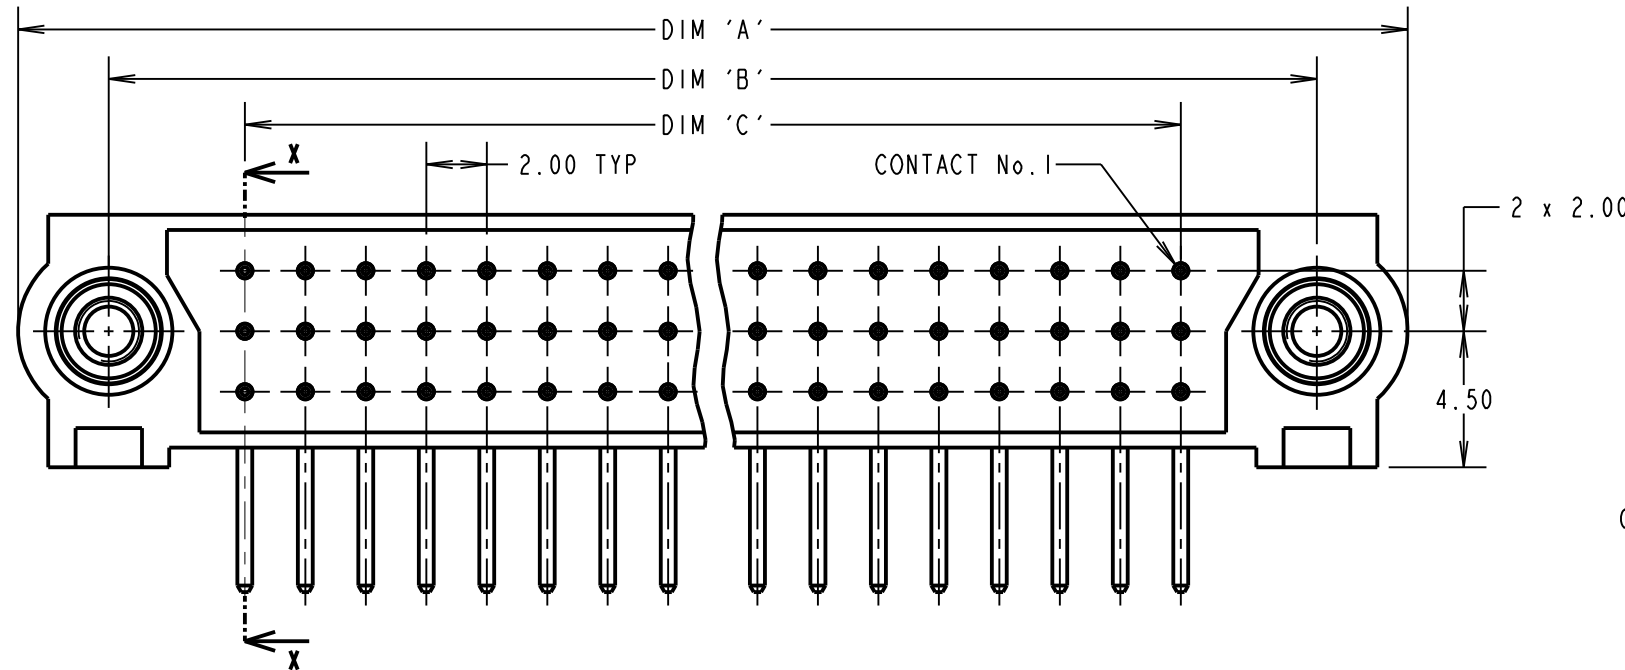 DIM 'A'
DIM 'B'
DIM 'C'
X
2.00 TYP
CONTACT No.1
2 x 2.00
4.50
X